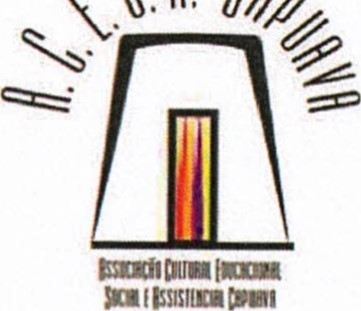 A.C.E.S.A. CAPUAVA
ASSOCIAÇÃO CULTURAL EDUCACIONAL
SOCIAL E ASSISTENCIAL CAPUAVA